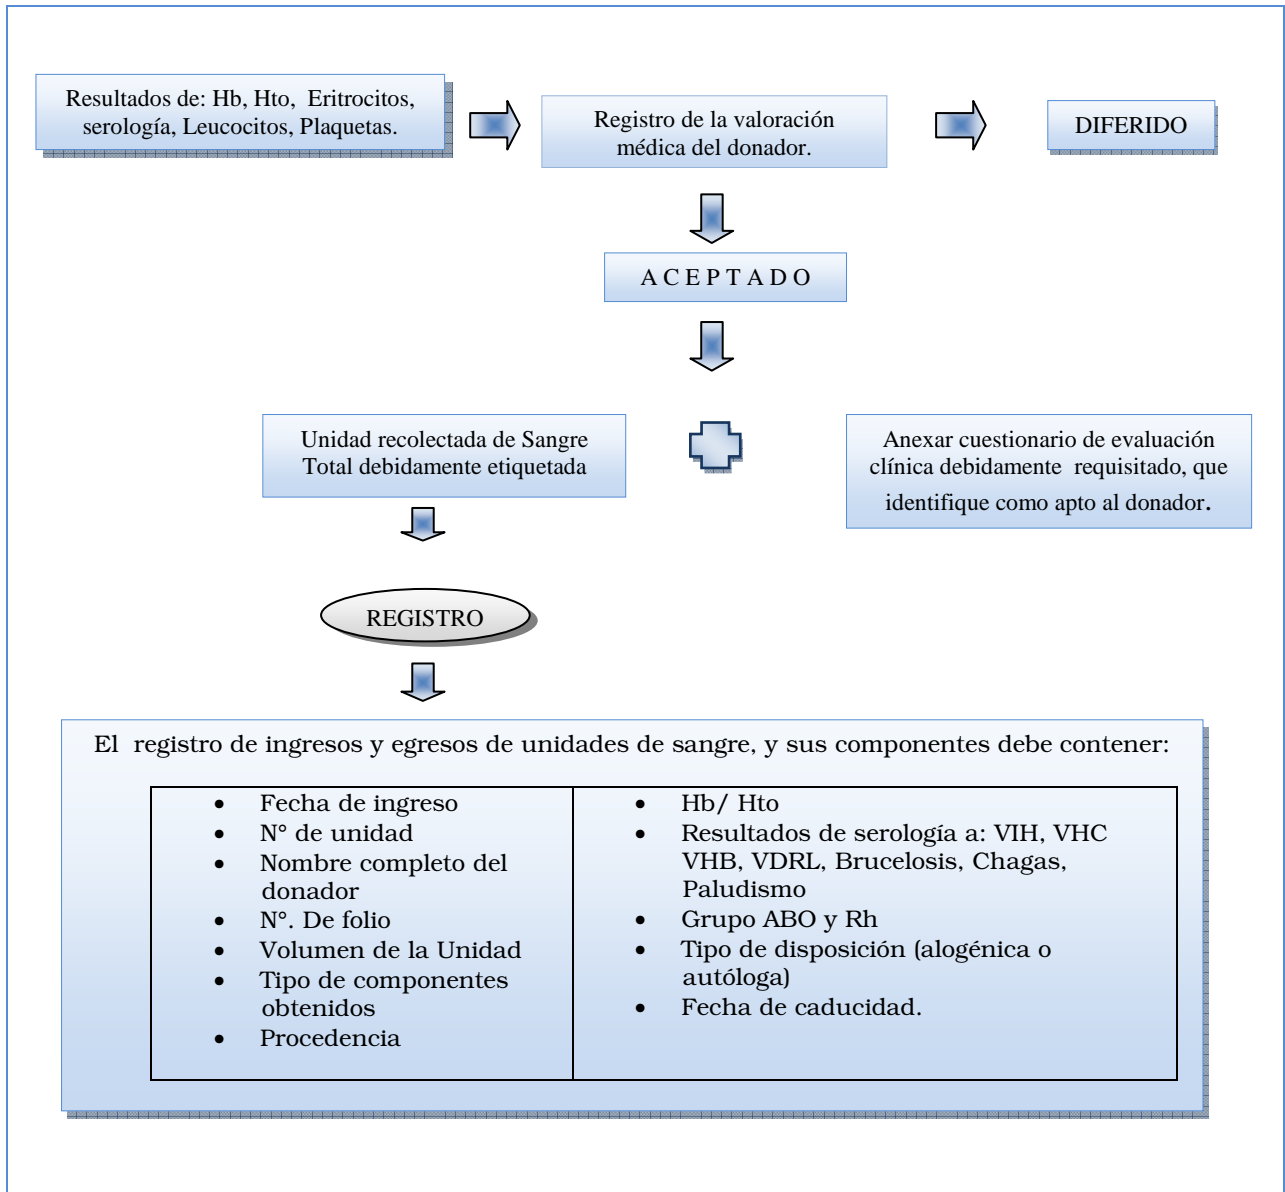 Resultados de: Hb, Hto, Eritrocitos,
serología, Leucocitos, Plaquetas.
Registro de la valoración
médica del donador.
DIFERIDO
A C E P T A D O
Unidad recolectada de Sangre
Total debidamente etiquetada
Anexar cuestionario de evaluación
clínica debidamente requisitado, que
identifique como apto al donador.
REGISTRO
El registro de ingresos y egresos de unidades de sangre, y sus componentes debe contener:
• Fecha de ingreso
• N° de unidad
• Nombre completo del
donador
• N°. De folio
• Volumen de la Unidad
• Tipo de componentes
obtenidos
• Procedencia
• Hb/ Hto
• Resultados de serología a: VIH, VHC
VHB, VDRL, Brucelosis, Chagas,
Paludismo
• Grupo ABO y Rh
• Tipo de disposición (alogénica o
autóloga)
• Fecha de caducidad.